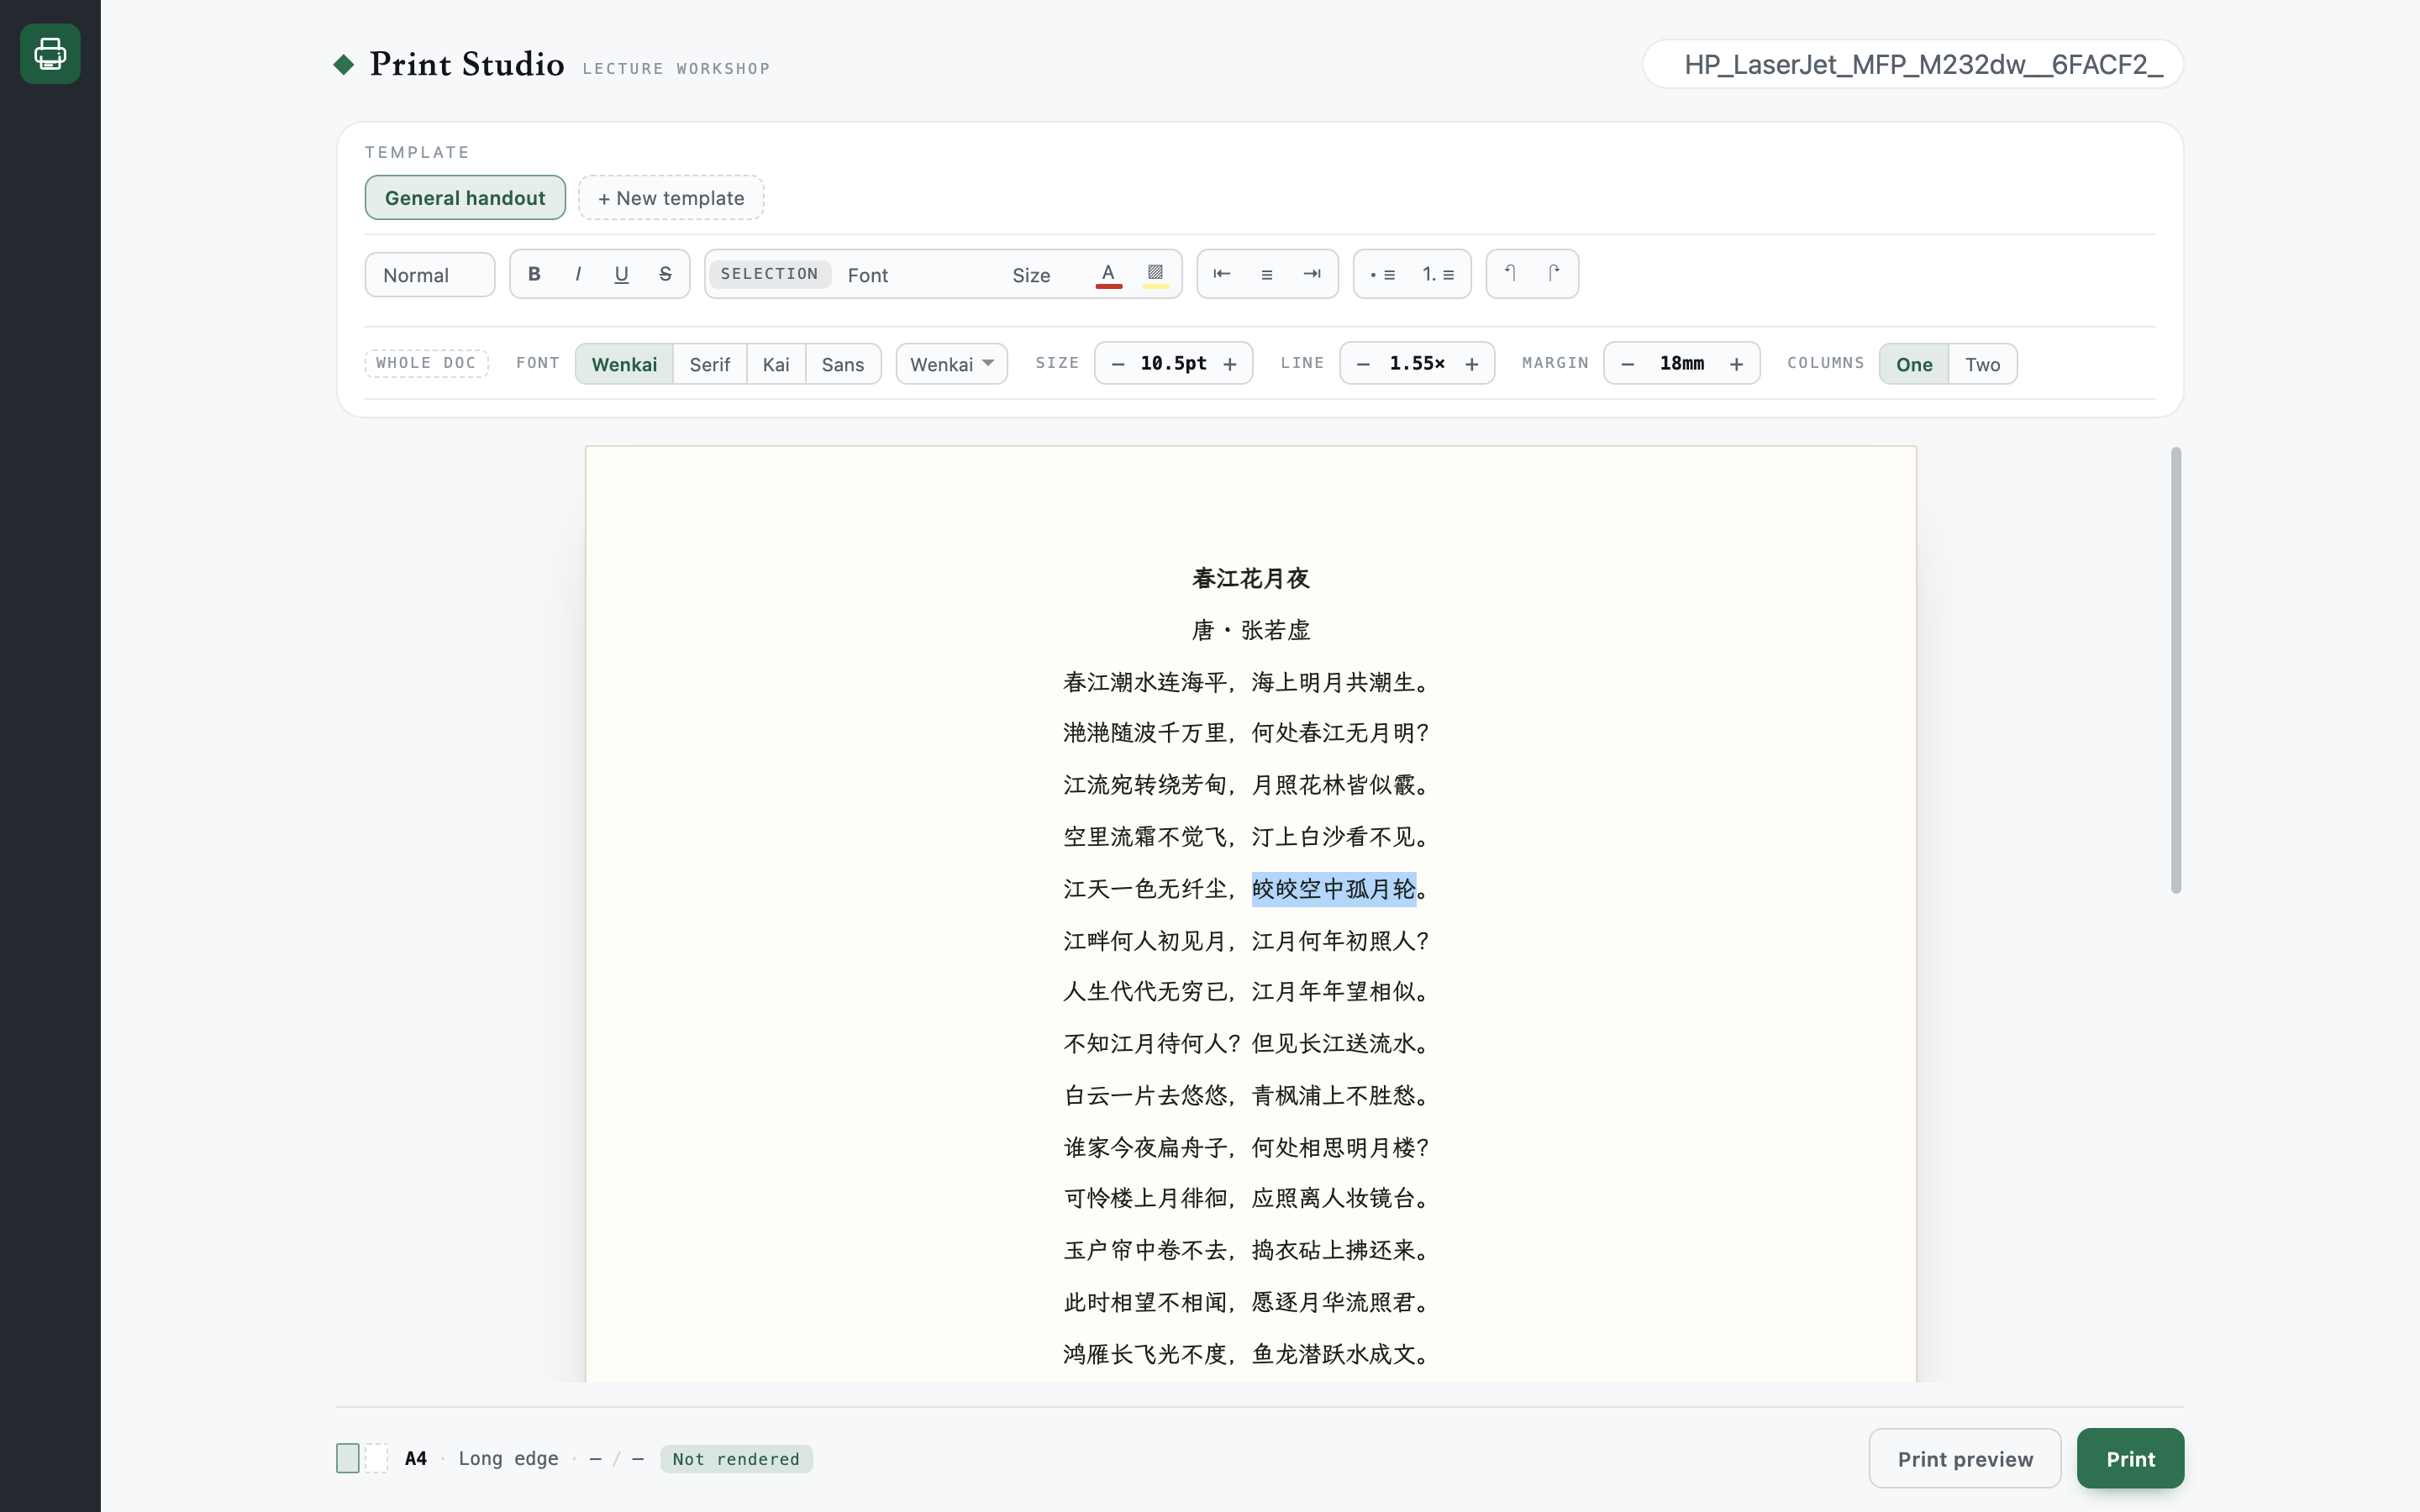 Print Studio LECTURE WORKSHOP
HP_LaserJet_MFP_M232dw__6FACF2_
TEMPLATE
General handout + New template
Normal B I U S SELECTION Font Size A 1.
WHOLE DOC FONT Wenkai Serif Kai Sans Wenkai SIZE − 10.5pt + LINE − 1.55× + MARGIN − 18mm + COLUMNS One Two
春江花月夜
唐·张若虚
春江潮水连海平，海上明月共潮生。
滟滟随波千万里，何处春江无月明？
江流宛转绕芳甸，月照花林皆似霰。
空里流霜不觉飞，汀上白沙看不见。
江天一色无纤尘，皎皎空中孤月轮。
江畔何人初见月，江月何年初照人？
人生代代无穷已，江月年年望相似。
不知江月待何人？但见长江送流水。
白云一片去悠悠，青枫浦上不胜愁。
谁家今夜扁舟子，何处相思明月楼？
可怜楼上月徘徊，应照离人妆镜台。
玉户帘中卷不去，捣衣砧上拂还来。
此时相望不相闻，愿逐月华流照君。
鸿雁长飞光不度，鱼龙潜跃水成文。
A4 · Long edge · — / — Not rendered
Print preview Print